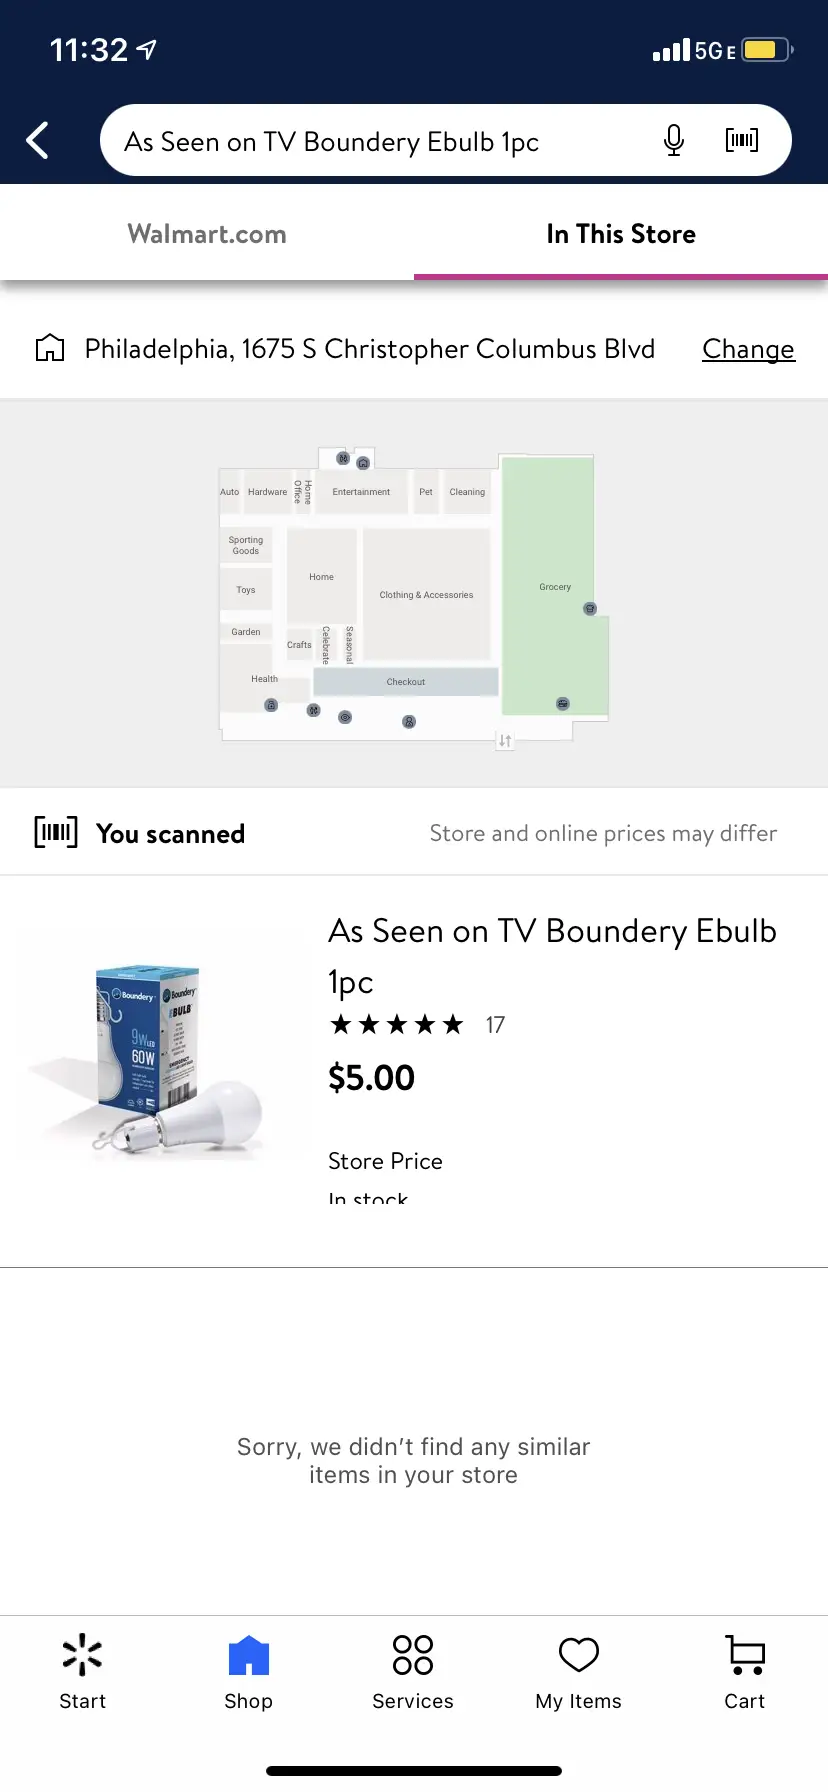 11:32
5G E
As Seen on TV Boundery Ebulb 1pc
Walmart.com
In This Store
Philadelphia, 1675 S Christopher Columbus Blvd
Change
Auto
Hardware
Home Office
Entertainment
Pet
Cleaning
Sporting
Goods
Toys
Garden
Health
Home
Crafts
Celebrate
Seasonal
Clothing & Accessories
Checkout
Grocery
You scanned
Store and online prices may differ
Boundery
Boundery
EBULB
9W LED
60W
As Seen on TV Boundery Ebulb
1pc
17
$5.00
Store Price
In stock
Sorry, we didn't find any similar
items in your store
Start
Shop
Services
My Items
Cart